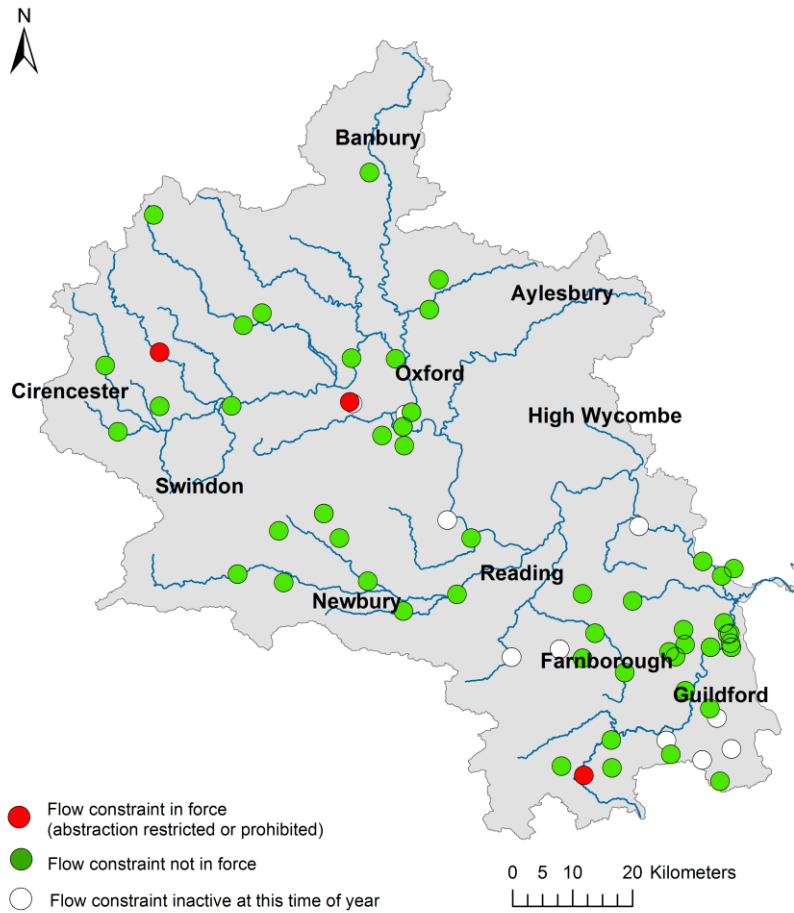 N
Banbury
Aylesbury
Oxford
Cirencester
High Wycombe
Swindon
Reading
Newbury
Farnborough
Guildford
Flow constraint in force
(abstraction restricted or prohibited)
Flow constraint not in force
Flow constraint inactive at this time of year
0 5 10 20 Kilometers